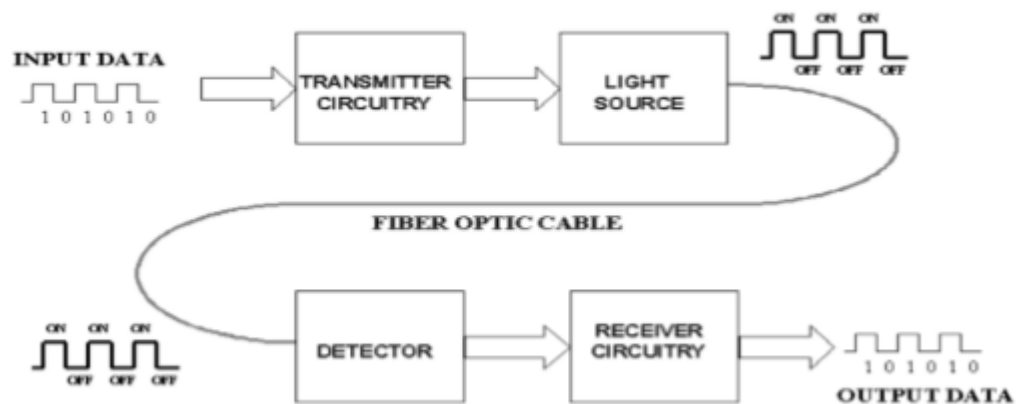 ON ON ON
OFF OFF OFF
INPUT DATA
1 0 1 0 1 0
TRANSMITTER
CIRCUITRY
LIGHT
SOURCE
FIBER OPTIC CABLE
ON ON ON
OFF OFF OFF
DETECTOR
RECEIVER
CIRCUITRY
1 0 1 0 1 0
OUTPUT DATA